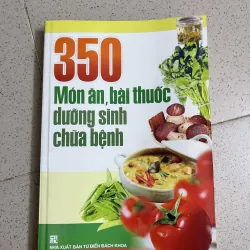 350
Món ăn, bài thuốc
dưỡng sinh
chữa bệnh
NHÀ XUẤT BẢN TỪ ĐIỂN BÁCH KHOA